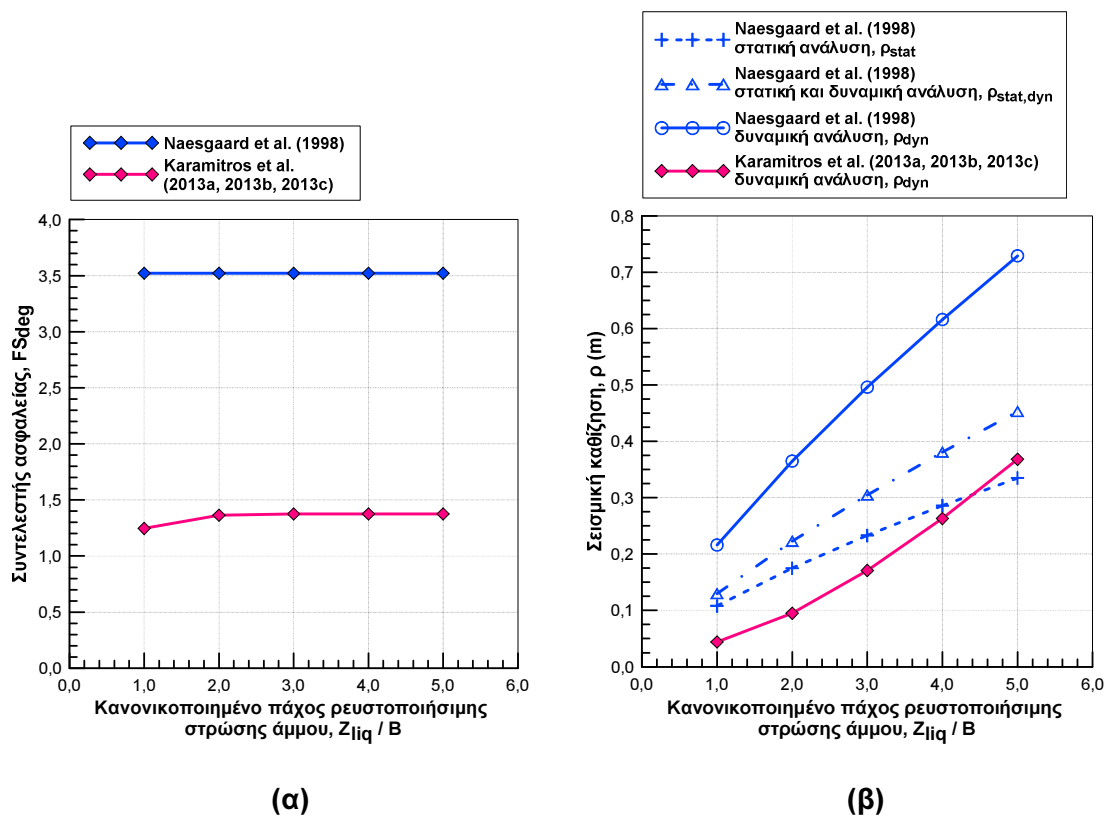 Naesgaard et al. (1998)
Karamitros et al.
(2013a, 2013b, 2013c)
4,0
3,5
3,0
2,5
2,0
1,5
1,0
0,5
0,0
Συντελεστής ασφαλείας, FSdeg
0,0 1,0 2,0 3,0 4,0 5,0 6,0
Κανονικοποιημένο πάχος ρευστοποιήσιμης
στρώσης άμμου, Zliq / B
(α)
Naesgaard et al. (1998)
στατική ανάλυση, ρstat
Naesgaard et al. (1998)
στατική και δυναμική ανάλυση, ρstat,dyn
Naesgaard et al. (1998)
δυναμική ανάλυση, ρdyn
Karamitros et al. (2013a, 2013b, 2013c)
δυναμική ανάλυση, ρdyn
0,8
0,7
0,6
0,5
0,4
0,3
0,2
0,1
0,0
Σεισμική καθίζηση, ρ (m)
0,0 1,0 2,0 3,0 4,0 5,0 6,0
Κανονικοποιημένο πάχος ρευστοποιήσιμης
στρώσης άμμου, Zliq / B
(β)